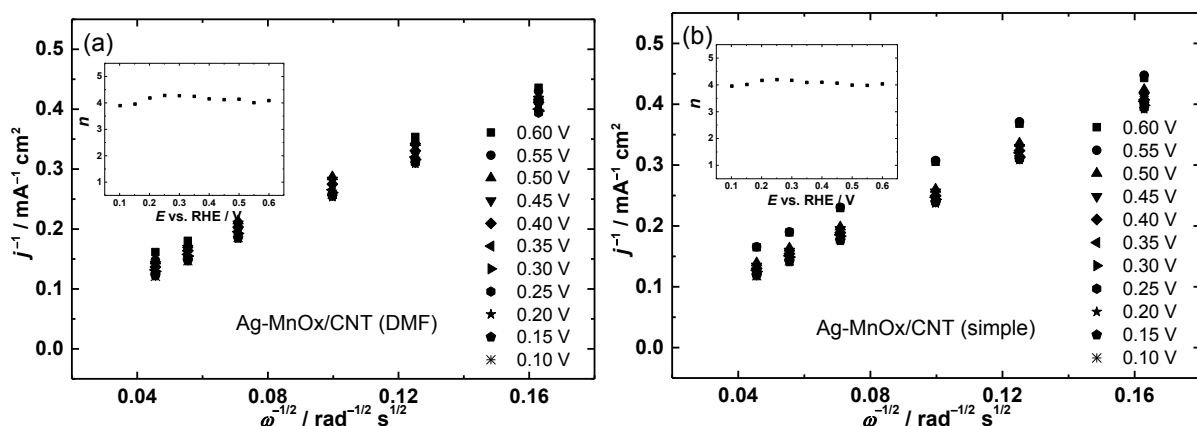 (a)
0.5
0.4
0.3
0.2
0.1
0.0
j⁻¹ / mA⁻¹ cm²
0.04
0.08
0.12
0.16
ω⁻¹/² / rad⁻¹/² s¹/²
n
5
4
3
2
1
0.1 0.2 0.3 0.4 0.5 0.6
E vs. RHE / V
0.60 V
0.55 V
0.50 V
0.45 V
0.40 V
0.35 V
0.30 V
0.25 V
0.20 V
0.15 V
0.10 V
Ag-MnOx/CNT (DMF)
(b)
0.5
0.4
0.3
0.2
0.1
0.0
j⁻¹ / mA⁻¹ cm²
0.04
0.08
0.12
0.16
ω⁻¹/² / rad⁻¹/² s¹/²
n
5
4
3
2
1
0.1 0.2 0.3 0.4 0.5 0.6
E vs. RHE / V
0.60 V
0.55 V
0.50 V
0.45 V
0.40 V
0.35 V
0.30 V
0.25 V
0.20 V
0.15 V
0.10 V
Ag-MnOx/CNT (simple)